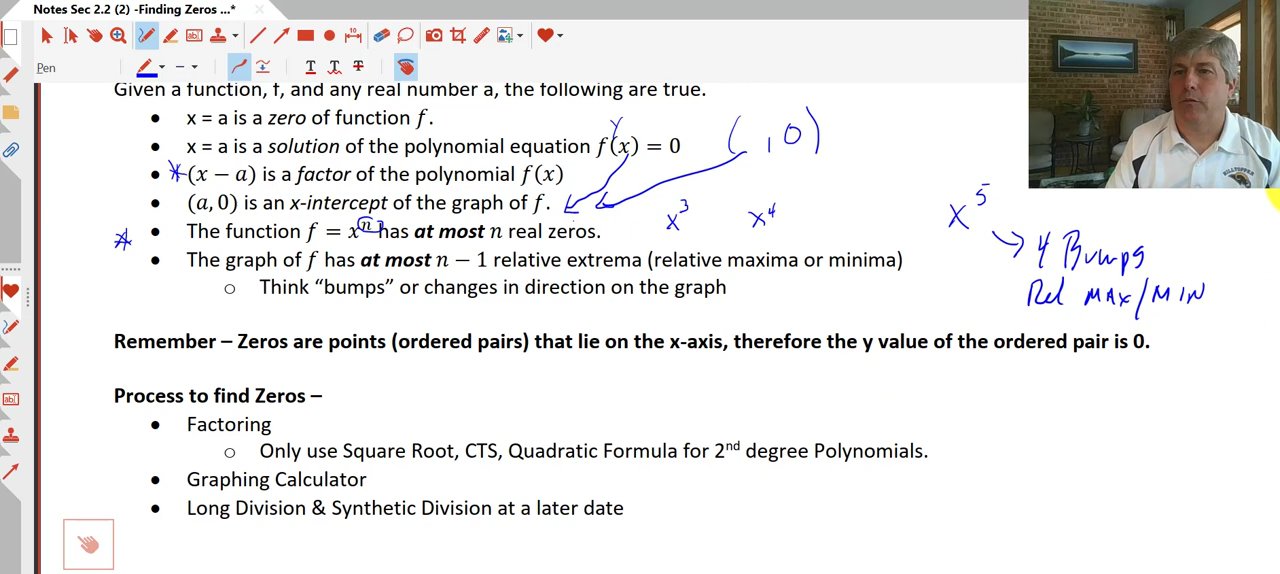 Notes Sec 2.2 (2) -Finding Zeros ...* ×
Pen
Given a function, f, and any real number a, the following are true.
• x = a is a zero of function f.
y
• x = a is a solution of the polynomial equation f(x) = 0 ( , 0)
* • (x − a) is a factor of the polynomial f(x)
• (a, 0) is an x-intercept of the graph of f. x³ x⁴ x⁵
* • The function f = xⁿ has at most n real zeros.
4 Bumps
• The graph of f has at most n − 1 relative extrema (relative maxima or minima)
○ Think "bumps" or changes in direction on the graph
Rel MAX/MIN
Remember – Zeros are points (ordered pairs) that lie on the x-axis, therefore the y value of the ordered pair is 0.
Process to find Zeros –
• Factoring
○ Only use Square Root, CTS, Quadratic Formula for 2nd degree Polynomials.
• Graphing Calculator
• Long Division & Synthetic Division at a later date